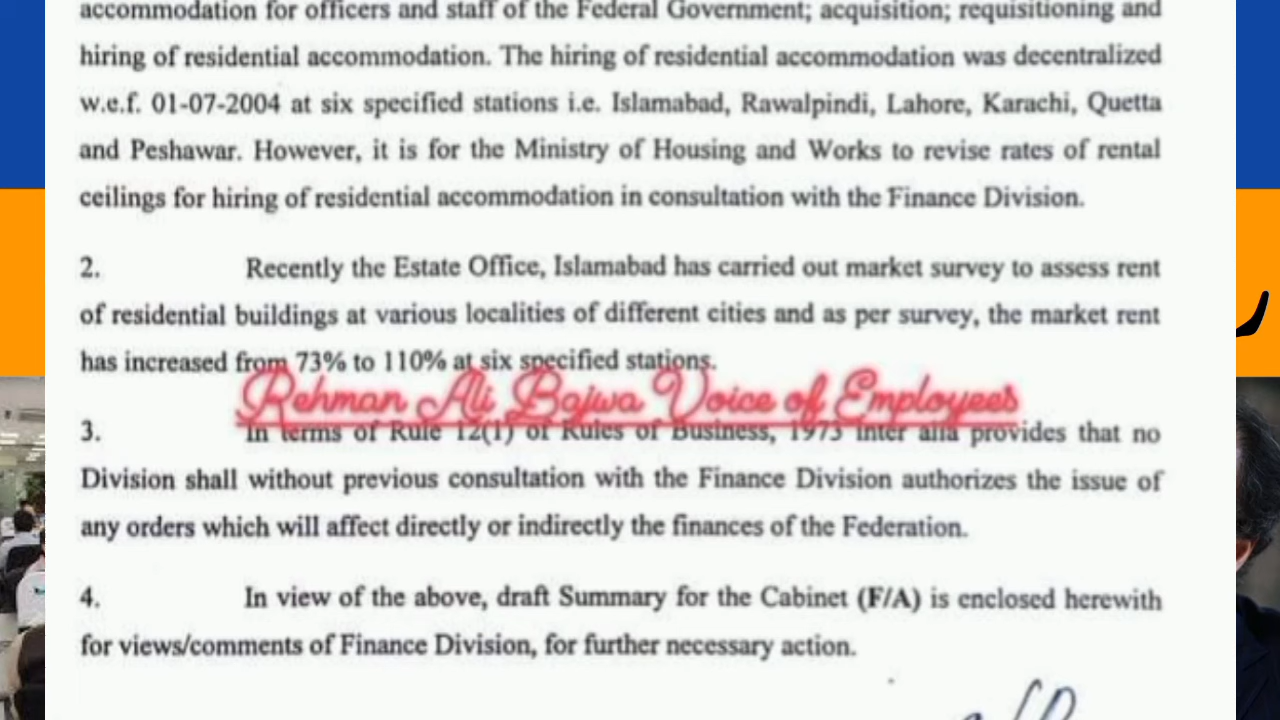 accommodation for officers and staff of the Federal Government; acquisition; requisitioning and
hiring of residential accommodation. The hiring of residential accommodation was decentralized
w.e.f. 01-07-2004 at six specified stations i.e. Islamabad, Rawalpindi, Lahore, Karachi, Quetta
and Peshawar. However, it is for the Ministry of Housing and Works to revise rates of rental
ceilings for hiring of residential accommodation in consultation with the Finance Division.
2. Recently the Estate Office, Islamabad has carried out market survey to assess rent
of residential buildings at various localities of different cities and as per survey, the market rent
has increased from 73% to 110% at six specified stations.
Rehman Ali Bajwa Voice of Employees
3. In terms of Rule 12(1) of Rules of Business, 1973 inter alia provides that no
Division shall without previous consultation with the Finance Division authorizes the issue of
any orders which will affect directly or indirectly the finances of the Federation.
4. In view of the above, draft Summary for the Cabinet (F/A) is enclosed herewith
for views/comments of Finance Division, for further necessary action.